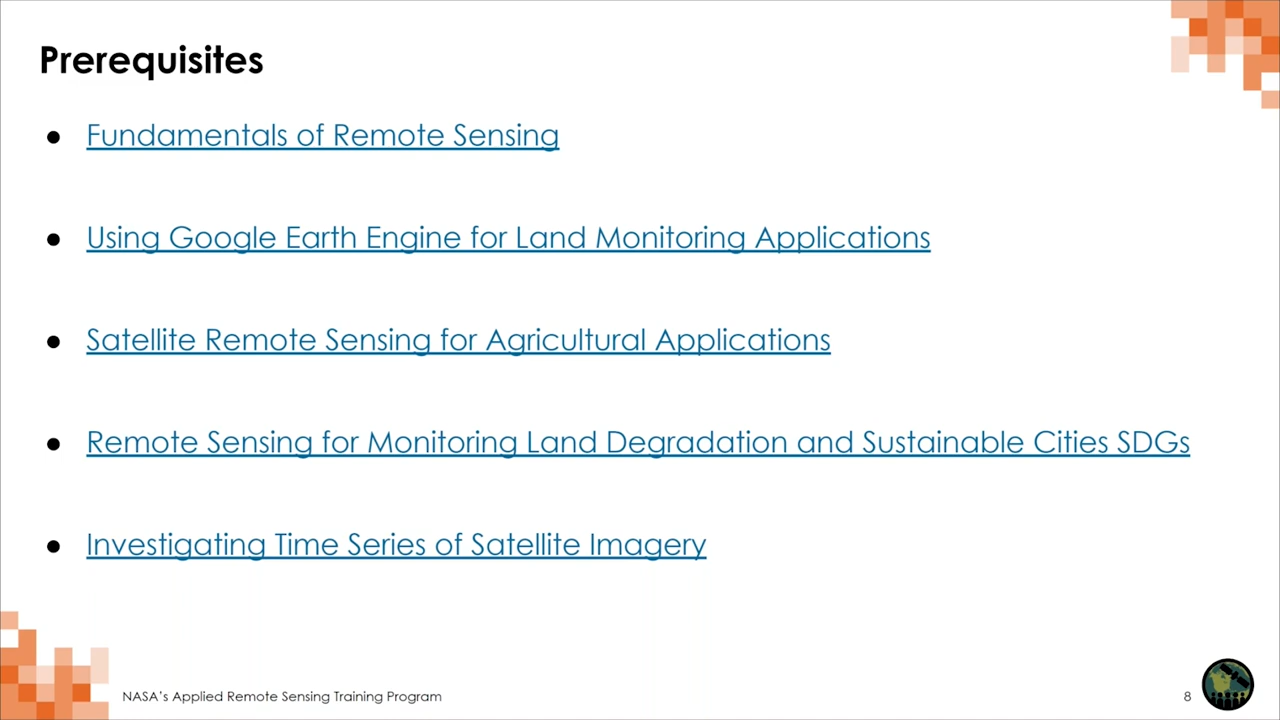 Prerequisites
● Fundamentals of Remote Sensing
● Using Google Earth Engine for Land Monitoring Applications
● Satellite Remote Sensing for Agricultural Applications
● Remote Sensing for Monitoring Land Degradation and Sustainable Cities SDGs
● Investigating Time Series of Satellite Imagery
NASA's Applied Remote Sensing Training Program
8